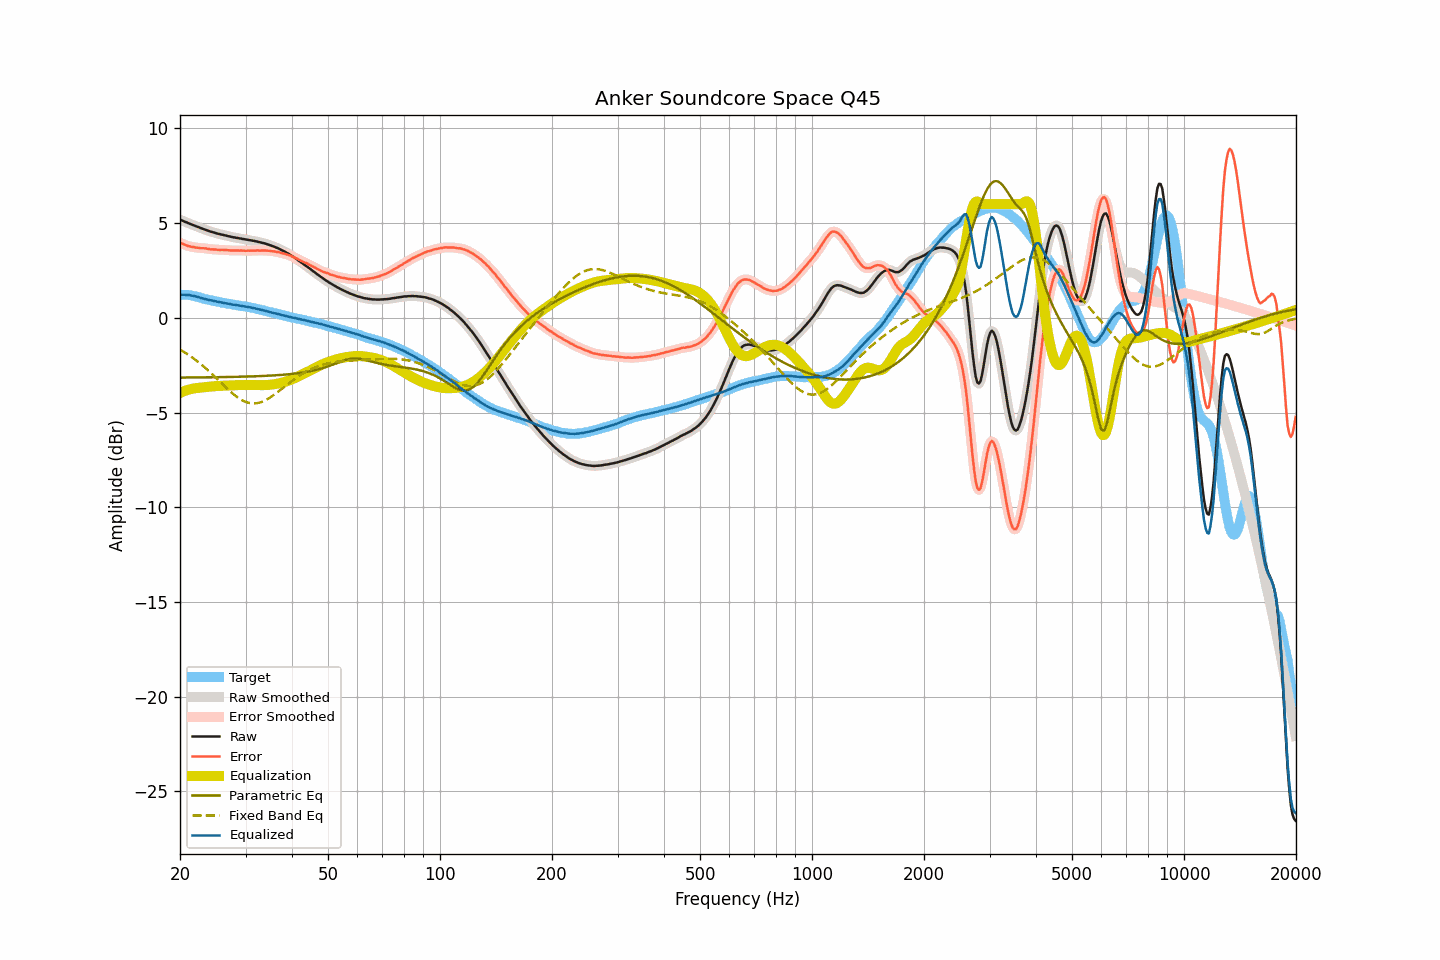 Anker Soundcore Space Q45
Amplitude (dBr)
10
5
0
−5
−10
−15
−20
−25
Target
Raw Smoothed
Error Smoothed
Raw
Error
Equalization
Parametric Eq
Fixed Band Eq
Equalized
20 50 100 200 500 1000 2000 5000 10000 20000
Frequency (Hz)